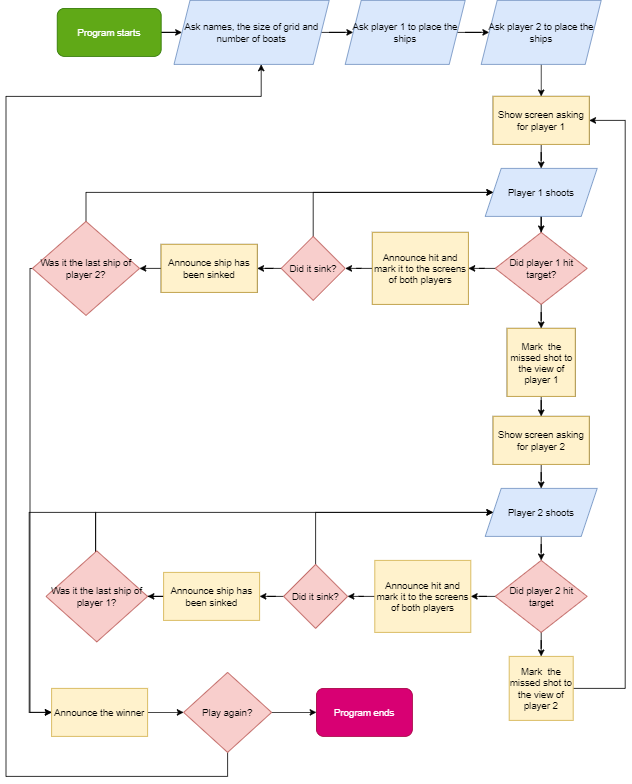 Program starts
Ask names, the size of grid and
number of boats
Ask player 1 to place the
ships
Ask player 2 to place the
ships
Show screen asking
for player 1
Player 1 shoots
Was it the last ship of
player 2?
Announce ship has
been sinked
Did it sink?
Announce hit and
mark it to the screens
of both players
Did player 1 hit
target?
Mark the
missed shot to
the view of
player 1
Show screen asking
for player 2
Player 2 shoots
Was it the last ship of
player 1?
Announce ship has
been sinked
Did it sink?
Announce hit and
mark it to the screens
of both players
Did player 2 hit
target
Mark the
missed shot to
the view of
player 2
Announce the winner
Play again?
Program ends